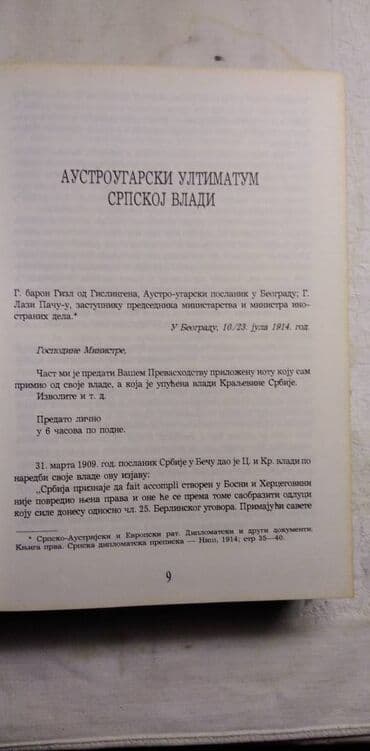 АУСТРОУГАРСКИ УЛТИМАТУМ
СРПСКОЈ ВЛАДИ
Г. барон Гизл од Гислингена, Аустро-угарски посланик у Београду; Г.
Лази Пачу-у, заступнику председника министарства и министра ино-
страних дела.*
У Београду, 10./23. јула 1914. год.
Господине Министре,
Част ми је предати Вашем Превасходству приложену ноту коју сам
примио од своје владе, а која је упућена влади Краљевине Србије.
Изволите и т. д.
Предато лично
у 6 часова по подне.
31. марта 1909. год. посланик Србије у Бечу дао је Ц. и Кр. влади по
наредби своје владе ову изјаву:
„Србија признаје да fait accompli створен у Босни и Херцеговини
није повредио њена права и оне ће се према томе саобразити одлуци
коју силе донесу односно чл. 25. Берлинског уговора. Примајући савете
* Српско-Аустријски и Европски рат. Дипломатски и други документи.
Књига прва. Српска дипломатска преписка — Ниш, 1914; стр 35—40.
9